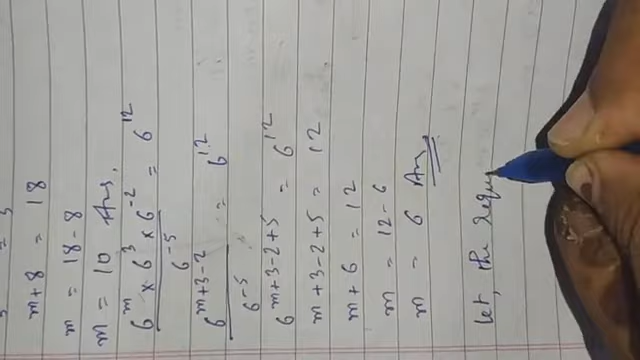 m + 8 = 18
m = 18 - 8
m = 10 Ans.
6^m × 6^3 × 6^-2 / 6^-5 = 6^12
6^m+3-2 / 6^-5 = 6^12
6^m+3-2+5 = 6^12
m+3-2+5 = 12
m + 6 = 12
m = 12 - 6
m = 6 Ans
Let, the requ